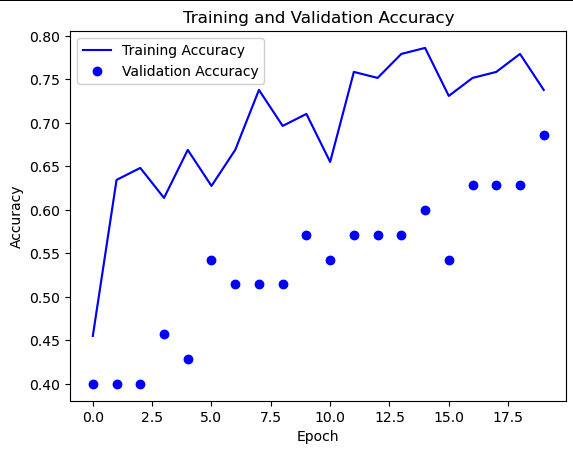 Training and Validation Accuracy
Training Accuracy
Validation Accuracy
0.80
0.75
0.70
0.65
0.60
0.55
0.50
0.45
0.40
Accuracy
0.0 2.5 5.0 7.5 10.0 12.5 15.0 17.5
Epoch